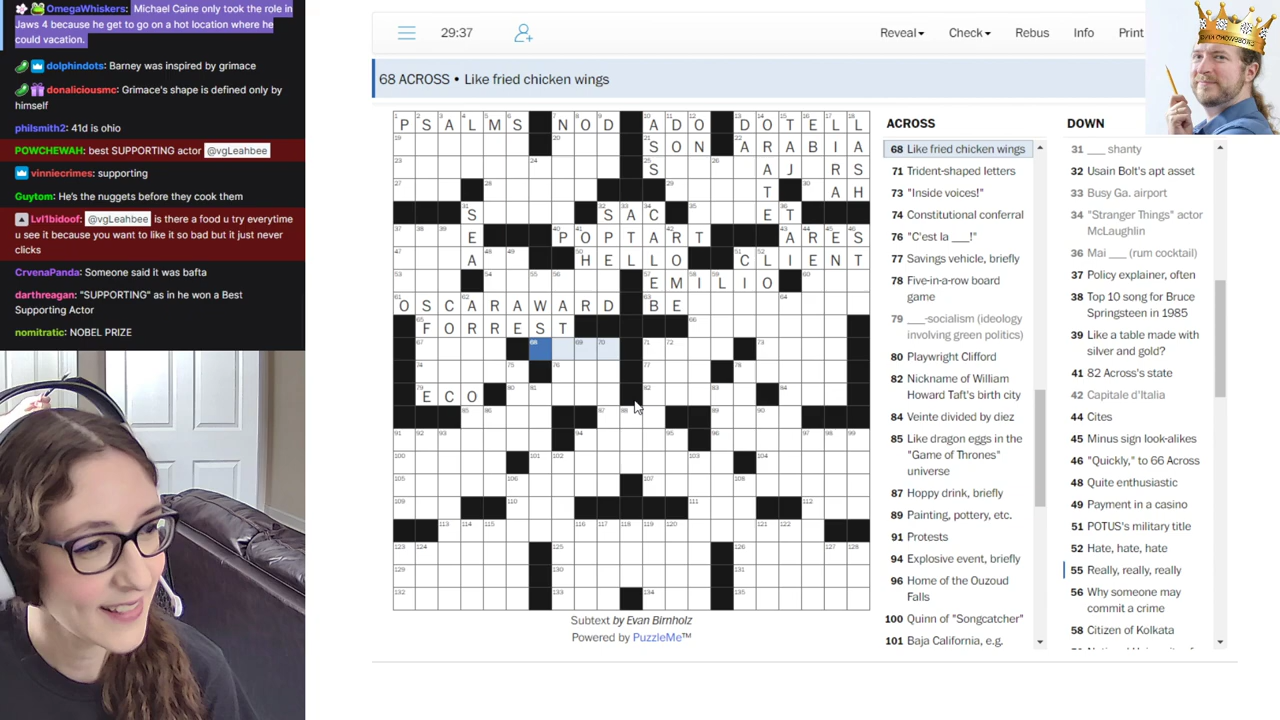 OmegaWhiskers: Michael Caine only took the role in
Jaws 4 because he get to go on a hot location where he
could vacation.
dolphindots: Barney was inspired by grimace
donaliciousmc: Grimace's shape is defined only by
himself
philsmith2: 41d is ohio
POWCHEWAH: best SUPPORTING actor @vgLeahbee
vinniecrimes: supporting
Guytom: He's the nuggets before they cook them
Lvl1bidoof: @vgLeahbee is there a food u try everytime
u see it because you want to like it so bad but it just never
clicks
CrvenaPanda: Someone said it was bafta
darthreagan: "SUPPORTING" as in he won a Best
Supporting Actor
nomitratic: NOBEL PRIZE
29:37
Reveal
Check
Rebus
Info
Print
68 ACROSS • Like fried chicken wings
PSALMS NOD ADO DOTELL
SON ARABIA
S A J R S
T A H
S SAC E T
E POPTART ARES
A HELLO CLIENT
EMILIO
OSCARAWARD BE
FORREST
ECO
Subtext by Evan Birnholz
Powered by PuzzleMe™
ACROSS
68 Like fried chicken wings
71 Trident-shaped letters
73 "Inside voices!"
74 Constitutional conferral
76 "C'est la ___!"
77 Savings vehicle, briefly
78 Five-in-a-row board
game
79 ___-socialism (ideology
involving green politics)
80 Playwright Clifford
82 Nickname of William
Howard Taft's birth city
84 Veinte divided by diez
85 Like dragon eggs in the
"Game of Thrones"
universe
87 Hoppy drink, briefly
89 Painting, pottery, etc.
91 Protests
94 Explosive event, briefly
96 Home of the Ouzoud
Falls
100 Quinn of "Songcatcher"
101 Baja California, e.g.
DOWN
31 ___ shanty
32 Usain Bolt's apt asset
33 Busy Ga. airport
34 "Stranger Things" actor
McLaughlin
36 Mai ___ (rum cocktail)
37 Policy explainer, often
38 Top 10 song for Bruce
Springsteen in 1985
39 Like a table made with
silver and gold?
41 82 Across's state
42 Capitale d'Italia
44 Cites
45 Minus sign look-alikes
46 "Quickly," to 66 Across
48 Quite enthusiastic
49 Payment in a casino
51 POTUS's military title
52 Hate, hate, hate
55 Really, really, really
56 Why someone may
commit a crime
58 Citizen of Kolkata